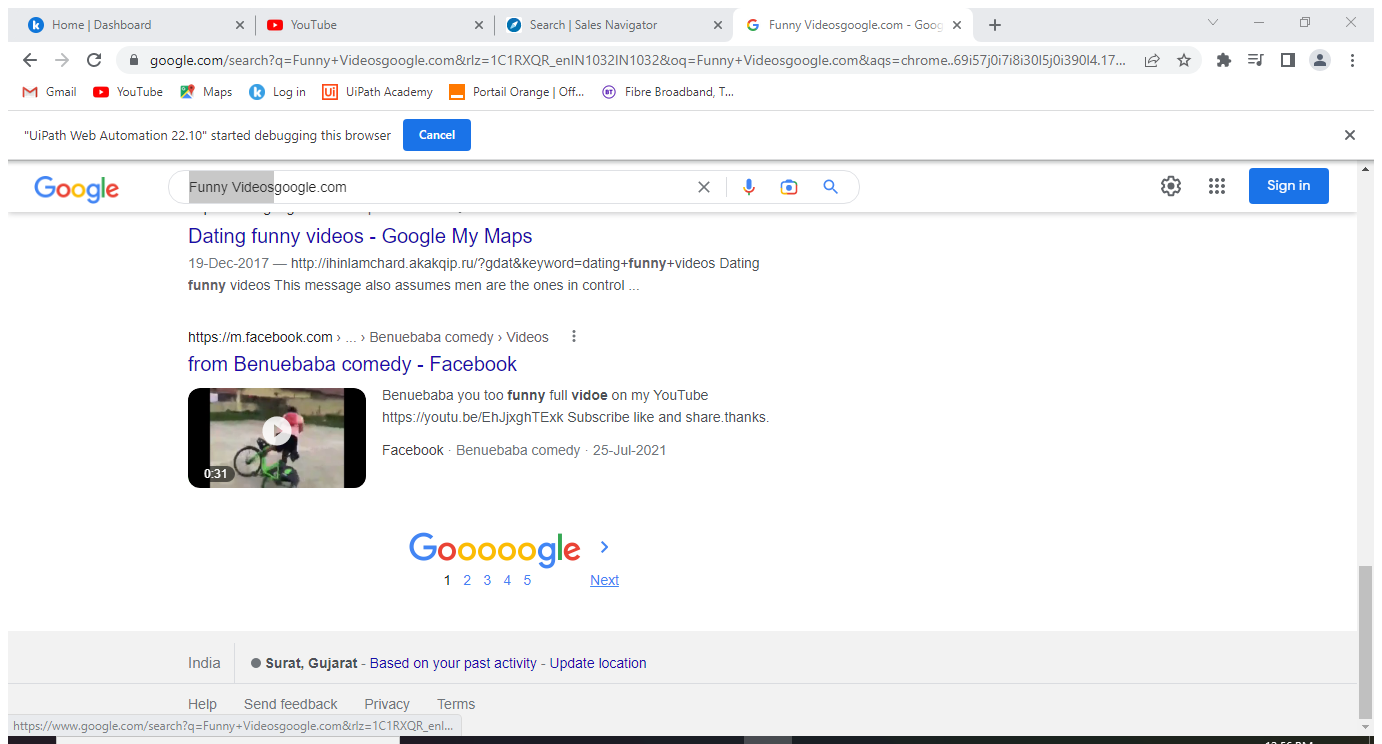 Home | Dashboard
YouTube
Search | Sales Navigator
Funny Videosgoogle.com - Goog
google.com/search?q=Funny+Videosgoogle.com&rlz=1C1RXQR_enIN1032IN1032&oq=Funny+Videosgoogle.com&aqs=chrome..69i57j0i7i8i30l5j0i390l4.17...
Gmail
YouTube
Maps
Log in
UiPath Academy
Portail Orange | Off...
Fibre Broadband, T...
"UiPath Web Automation 22.10" started debugging this browser
Cancel
Google
Funny Videosgoogle.com
Sign in
Dating funny videos - Google My Maps
19-Dec-2017 — http://ihinlamchard.akakqip.ru/?gdat&keyword=dating+funny+videos Dating
funny videos This message also assumes men are the ones in control ...
https://m.facebook.com › ... › Benuebaba comedy › Videos
from Benuebaba comedy - Facebook
0:31
Benuebaba you too funny full vidoe on my YouTube
https://youtu.be/EhJjxghTExk Subscribe like and share.thanks.
Facebook · Benuebaba comedy · 25-Jul-2021
Gooooogle
1 2 3 4 5 Next
India
Surat, Gujarat - Based on your past activity - Update location
Help Send feedback Privacy Terms
https://www.google.com/search?q=Funny+Videosgoogle.com&rlz=1C1RXQR_enI...